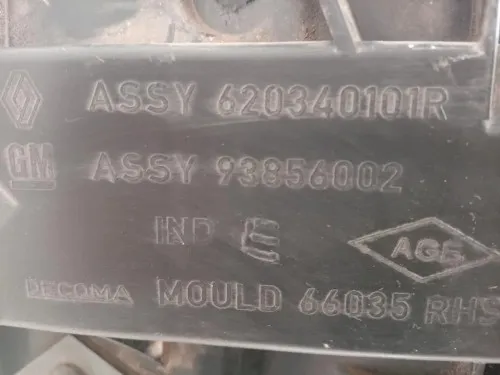 ASSY 620340101R
GM ASSY 93856002
IND E AGE
DECOMA MOULD 66035 RHS